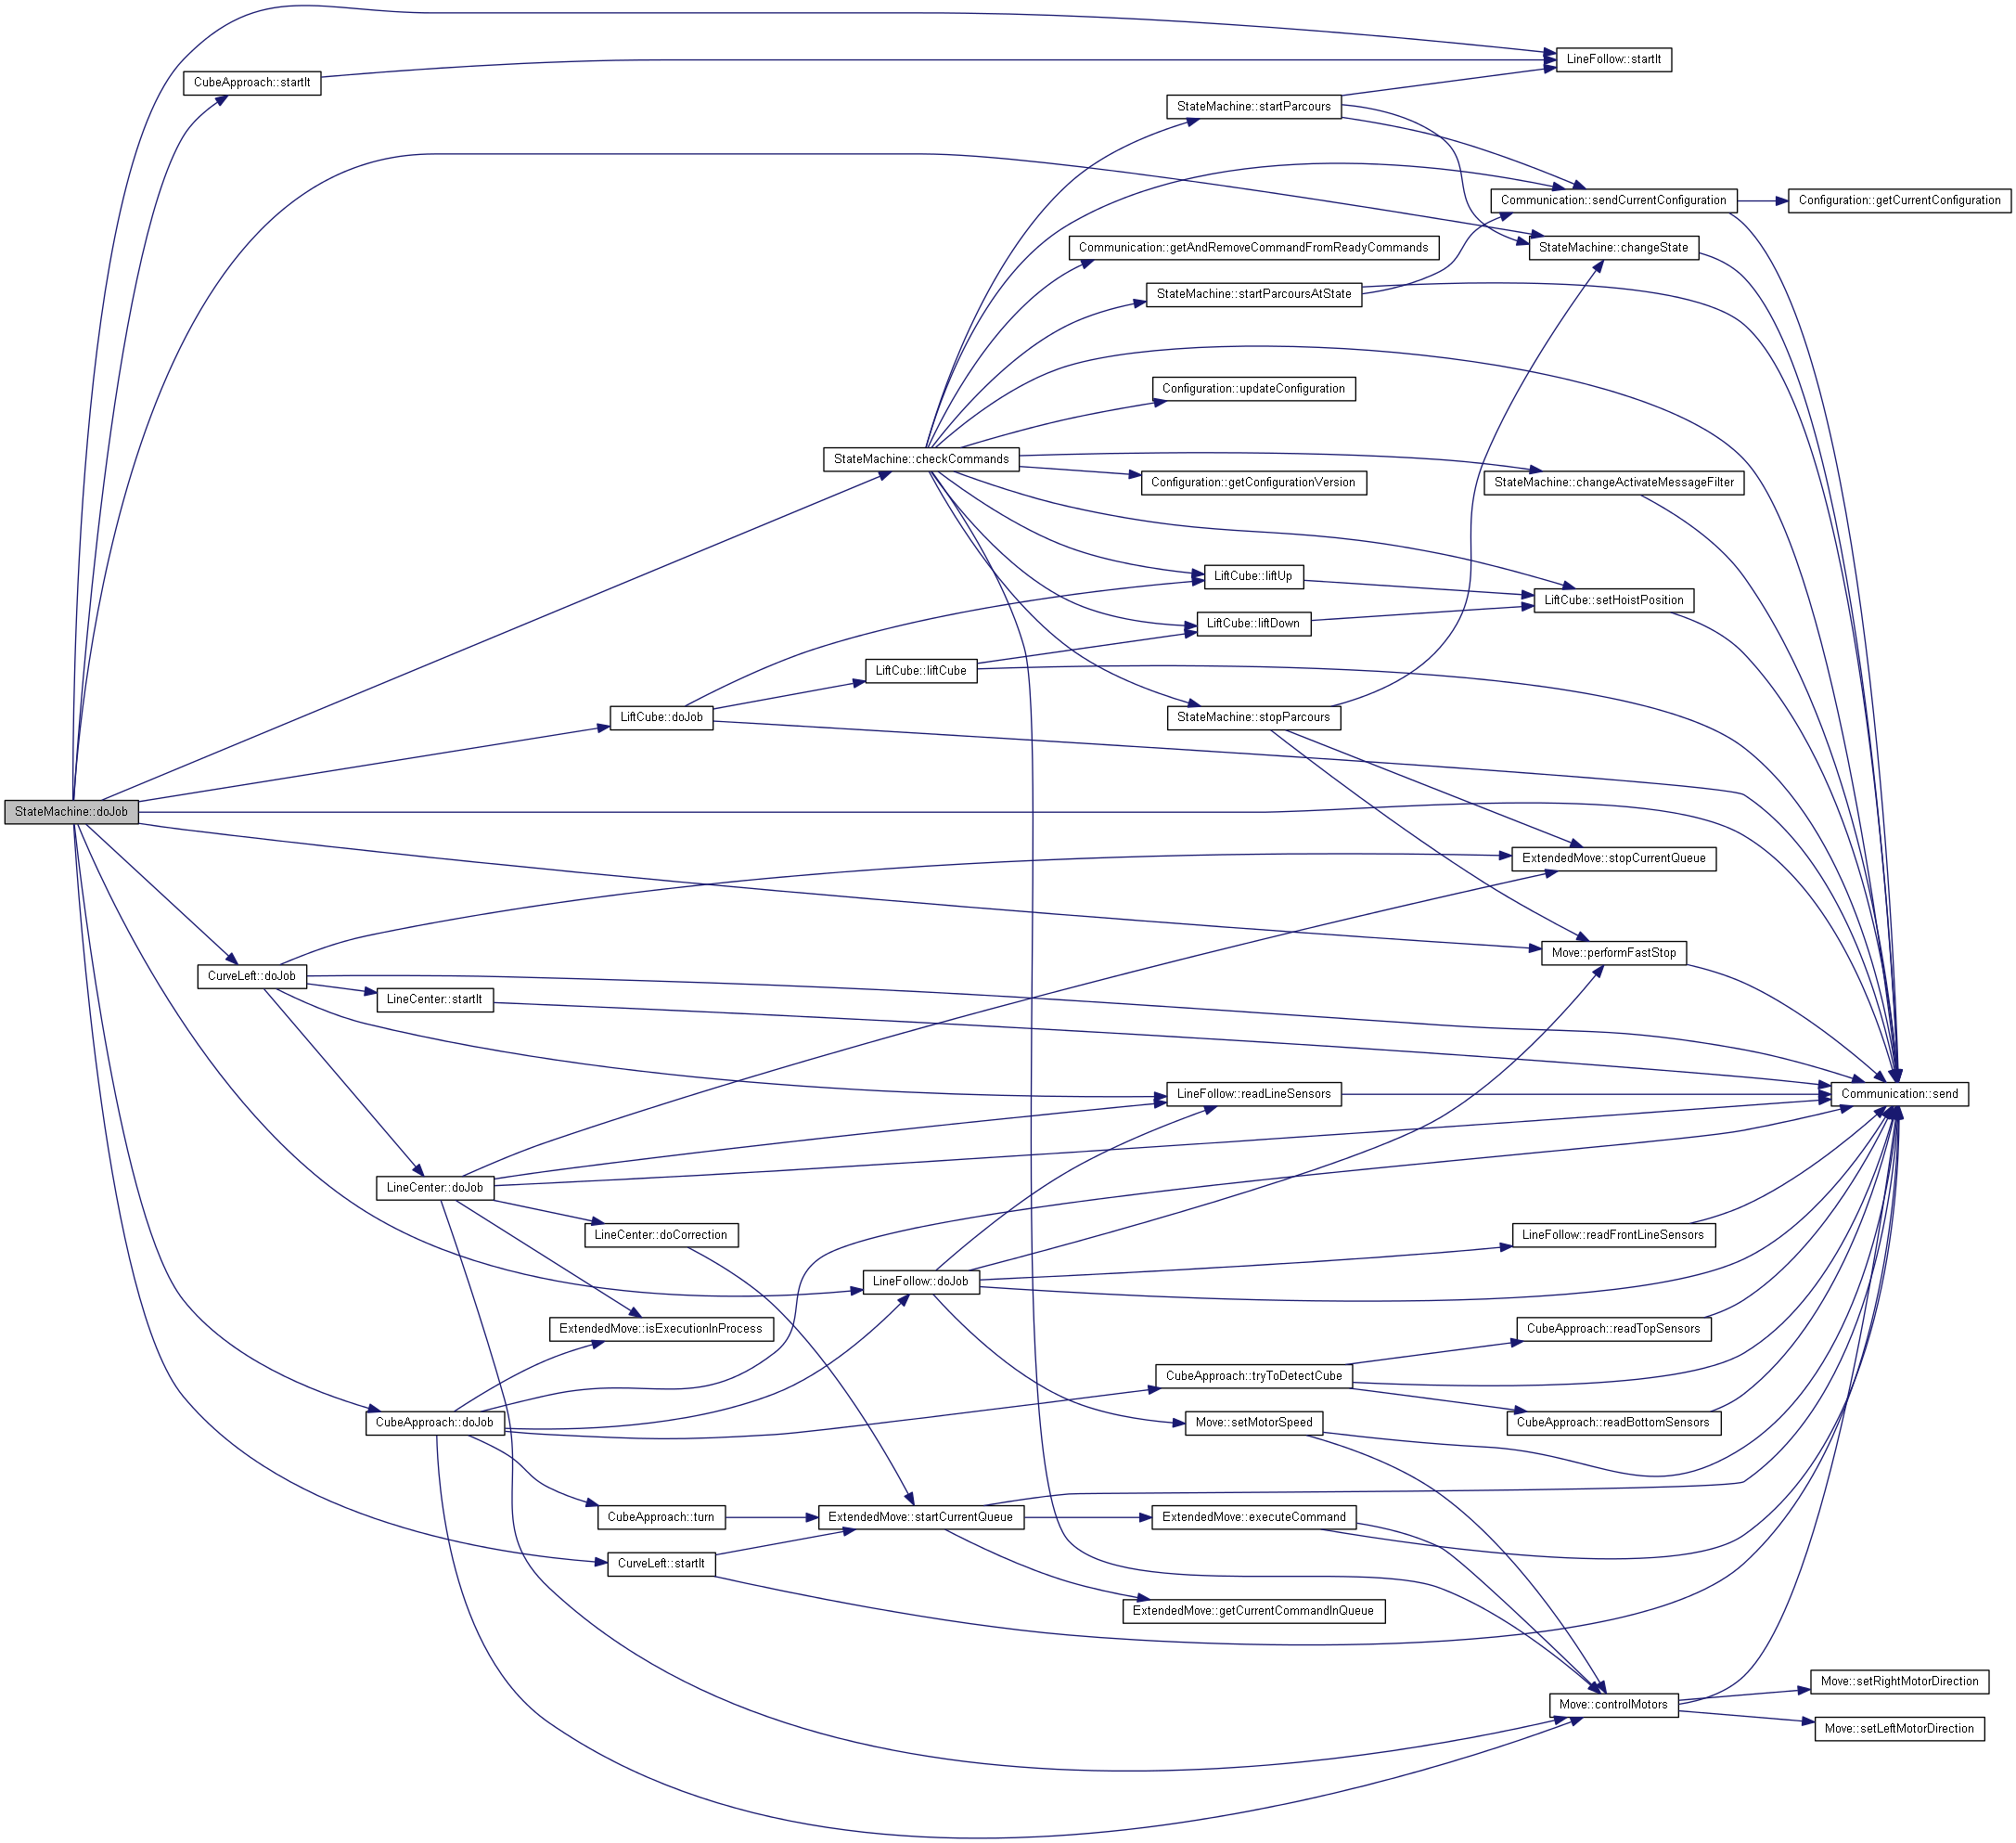 LineFollow::startIt
CubeApproach::startIt
StateMachine::startParcours
Communication::sendCurrentConfiguration
Configuration::getCurrentConfiguration
Communication::getAndRemoveCommandFromReadyCommands
StateMachine::changeState
StateMachine::startParcoursAtState
Configuration::updateConfiguration
StateMachine::checkCommands
Configuration::getConfigurationVersion
StateMachine::changeActivateMessageFilter
LiftCube::liftUp
LiftCube::setHoistPosition
LiftCube::liftDown
LiftCube::liftCube
LiftCube::doJob
StateMachine::stopParcours
StateMachine::doJob
ExtendedMove::stopCurrentQueue
Move::performFastStop
CurveLeft::doJob
LineCenter::startIt
LineFollow::readLineSensors
Communication::send
LineCenter::doJob
LineCenter::doCorrection
LineFollow::readFrontLineSensors
LineFollow::doJob
ExtendedMove::isExecutionInProcess
CubeApproach::readTopSensors
CubeApproach::tryToDetectCube
CubeApproach::doJob
Move::setMotorSpeed
CubeApproach::readBottomSensors
CubeApproach::turn
ExtendedMove::startCurrentQueue
ExtendedMove::executeCommand
CurveLeft::startIt
ExtendedMove::getCurrentCommandInQueue
Move::setRightMotorDirection
Move::controlMotors
Move::setLeftMotorDirection